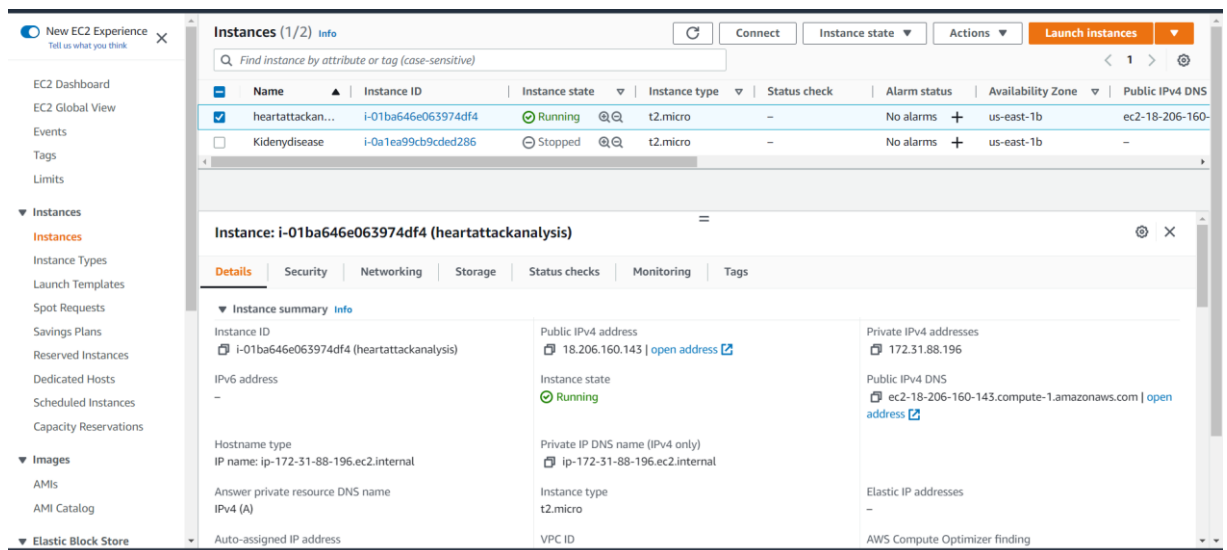 New EC2 Experience
Tell us what you think
EC2 Dashboard
EC2 Global View
Events
Tags
Limits
Instances
Instances
Instance Types
Launch Templates
Spot Requests
Savings Plans
Reserved Instances
Dedicated Hosts
Scheduled Instances
Capacity Reservations
Images
AMIs
AMI Catalog
Elastic Block Store
Instances (1/2) Info
Connect
Instance state
Actions
Launch instances
Find instance by attribute or tag (case-sensitive)
1
Name Instance ID Instance state Instance type Status check Alarm status Availability Zone Public IPv4 DNS
heartattackan... i-01ba646e063974df4 Running t2.micro – No alarms + us-east-1b ec2-18-206-160-
Kidenydisease i-0a1ea99cb9cded286 Stopped t2.micro – No alarms + us-east-1b –
Instance: i-01ba646e063974df4 (heartattackanalysis)
Details Security Networking Storage Status checks Monitoring Tags
Instance summary Info
Instance ID
i-01ba646e063974df4 (heartattackanalysis)
Public IPv4 address
18.206.160.143 | open address
Private IPv4 addresses
172.31.88.196
IPv6 address
–
Instance state
Running
Public IPv4 DNS
ec2-18-206-160-143.compute-1.amazonaws.com | open
address
Hostname type
IP name: ip-172-31-88-196.ec2.internal
Private IP DNS name (IPv4 only)
ip-172-31-88-196.ec2.internal
Answer private resource DNS name
IPv4 (A)
Instance type
t2.micro
Elastic IP addresses
–
Auto-assigned IP address
VPC ID
AWS Compute Optimizer finding